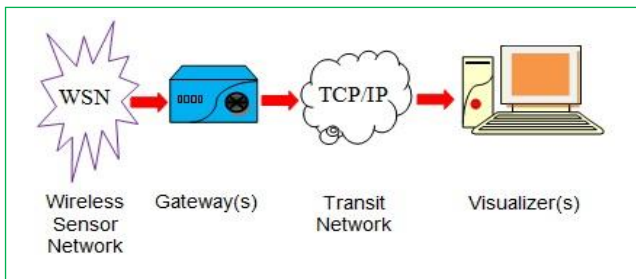 WSN
TCP/IP
Wireless
Sensor
Network
Gateway(s)
Transit
Network
Visualizer(s)